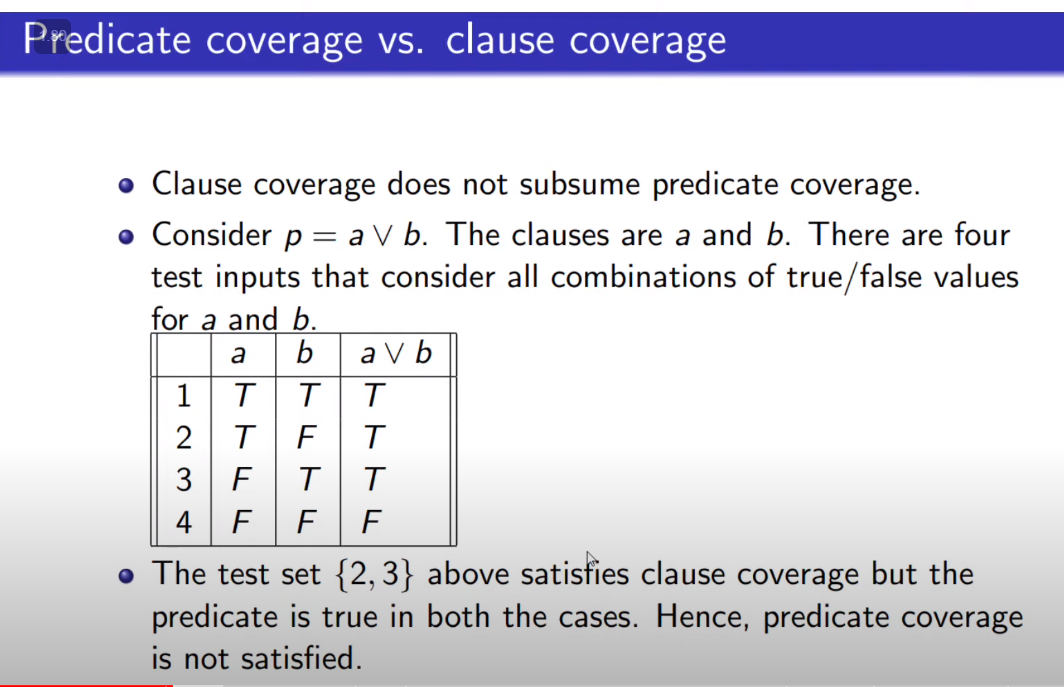 Predicate coverage vs. clause coverage
1.80
Clause coverage does not subsume predicate coverage.
Consider p = a ∨ b. The clauses are a and b. There are four
test inputs that consider all combinations of true/false values
for a and b.
a b a ∨ b
1 T T T
2 T F T
3 F T T
4 F F F
The test set {2, 3} above satisfies clause coverage but the
predicate is true in both the cases. Hence, predicate coverage
is not satisfied.